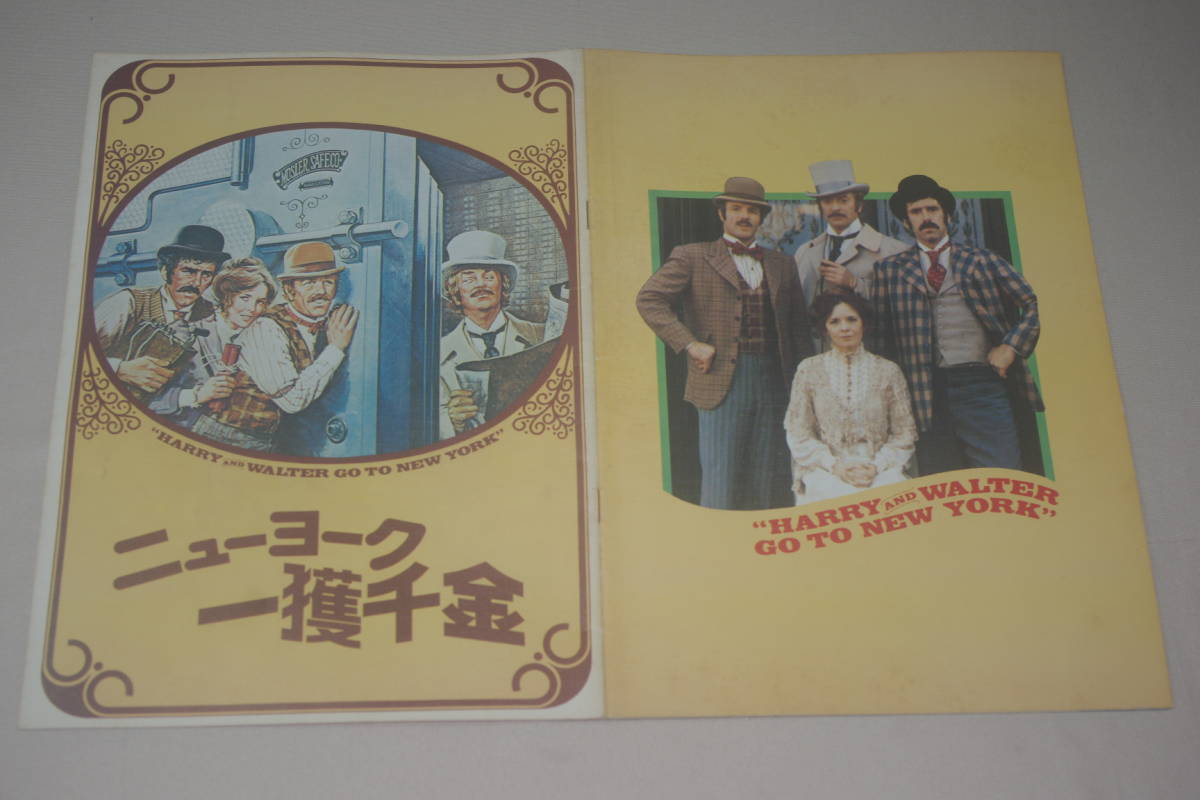 MOSLER SAFE CO.
"HARRY AND WALTER GO TO NEW YORK"
ニューヨーク
一獲千金
"HARRY AND WALTER
GO TO NEW YORK"